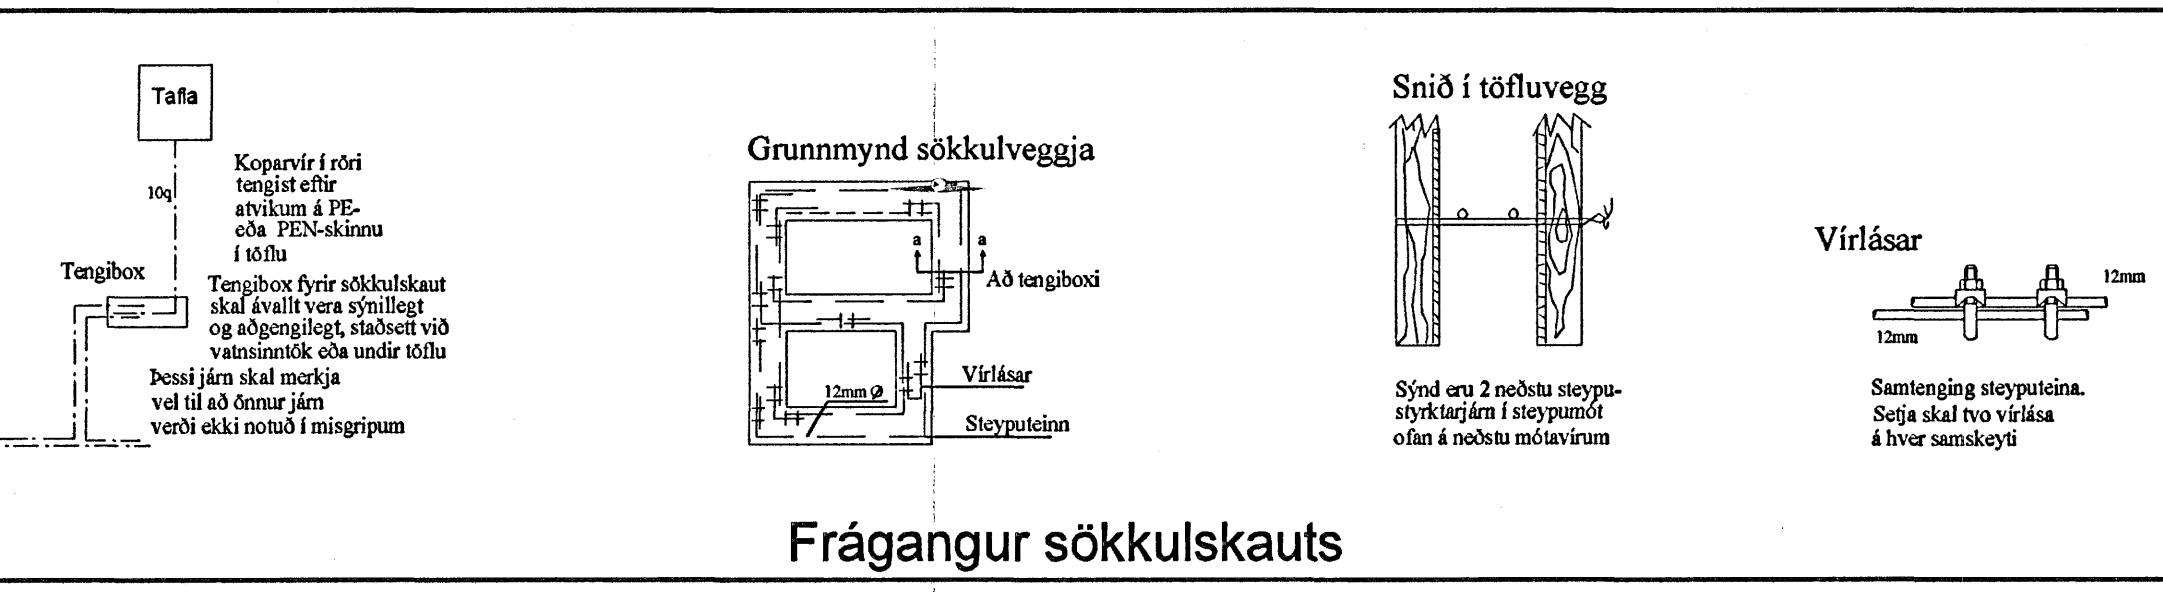 Tafla
10q
Koparvír í röri
tengist eftir
atvikum á PE-
eða PEN-skinnu
í töflu
Tengibox
Tengibox fyrir sökkulskaut
skal ávallt vera sýnillegt
og aðgengilegt, staðsett við
vatnsinntök eða undir töflu
Þessi járn skal merkja
vel til að önnur járn
verði ekki notuð í misgripum
Grunnmynd sökkulveggja
a
a
Að tengiboxi
Vírlásar
12mm Ø
Steyputeinn
Snið í töfluvegg
Sýnd eru 2 neðstu steypu-
styrktarjárn í steypumót
ofan á neðstu mótavírum
Vírlásar
12mm
12mm
Samtenging steyputeina.
Setja skal tvo vírlása
á hver samskeyti
Frágangur sökkulskauts